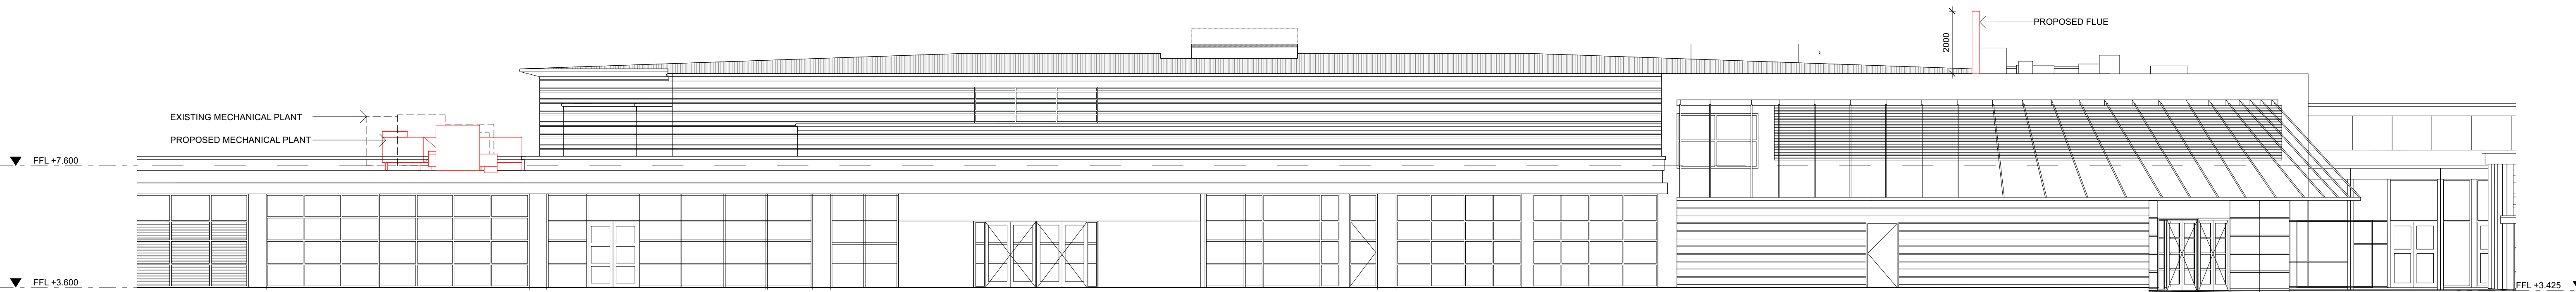 PROPOSED FLUE
2000
EXISTING MECHANICAL PLANT
PROPOSED MECHANICAL PLANT
FFL +7.600
FFL +3.600
FFL +3.425